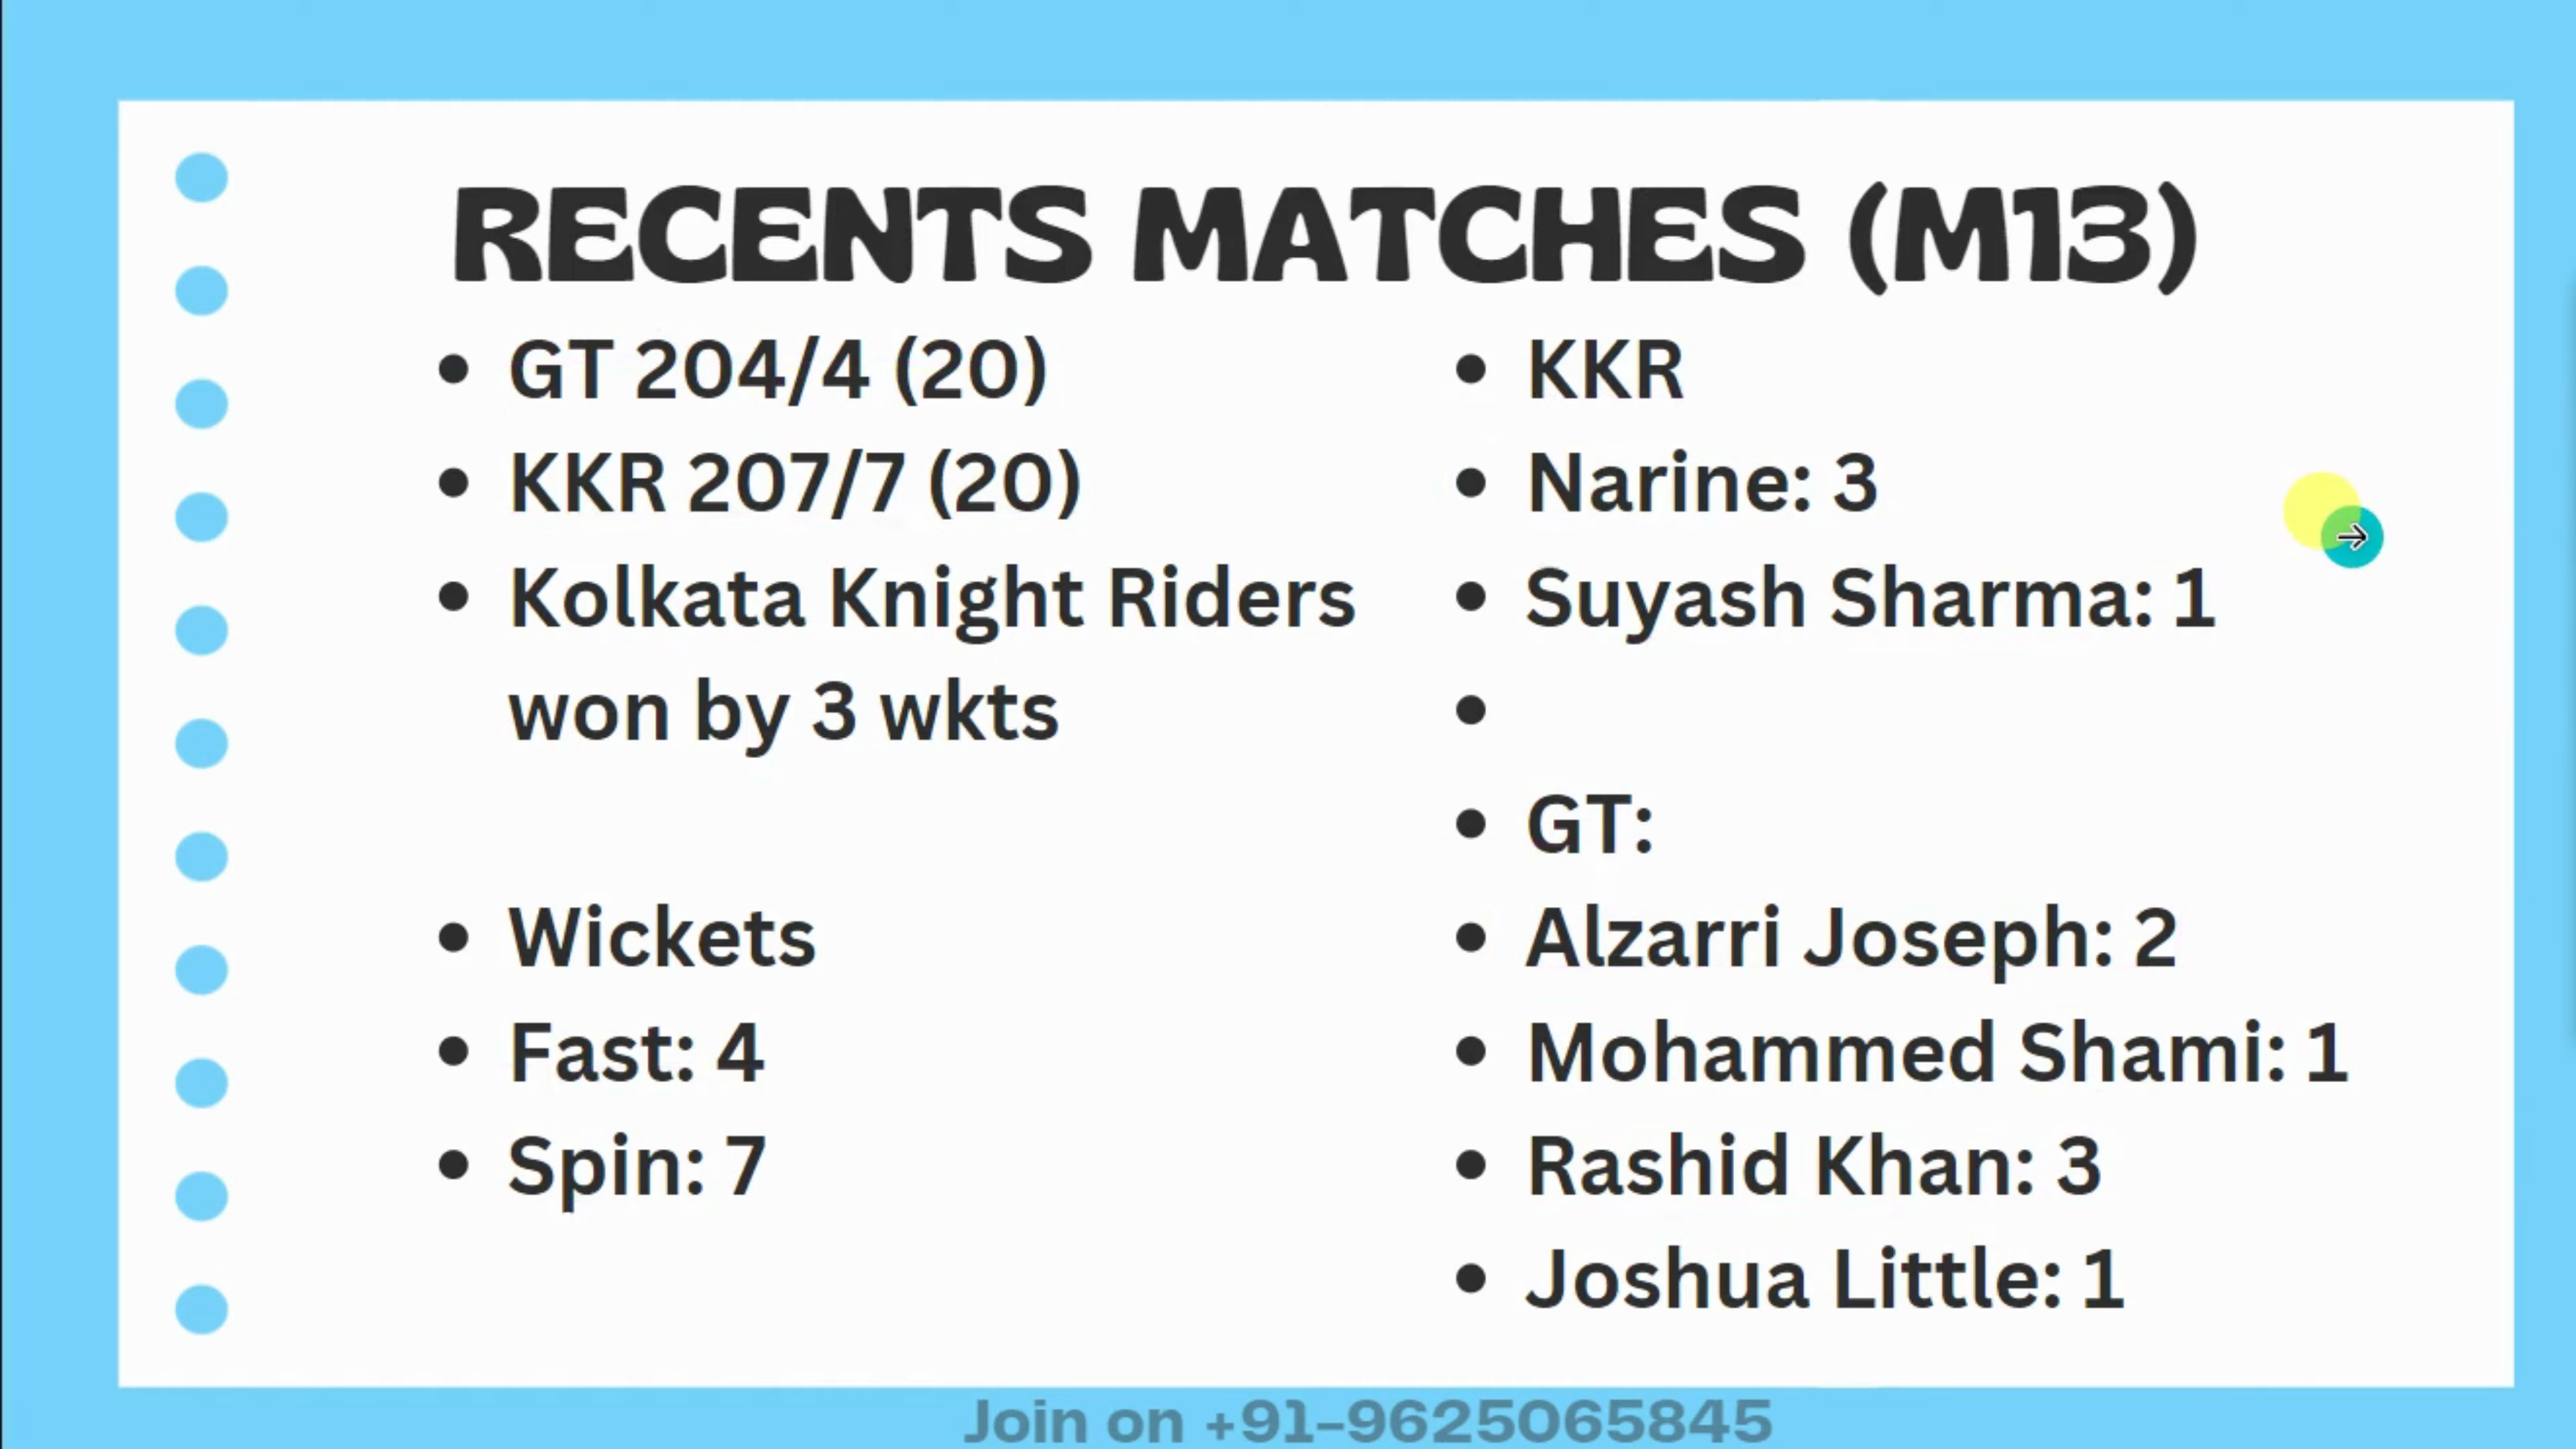 RECENTS MATCHES (M13)
GT 204/4 (20)
KKR 207/7 (20)
Kolkata Knight Riders
won by 3 wkts
Wickets
Fast: 4
Spin: 7
KKR
Narine: 3
Suyash Sharma: 1
GT:
Alzarri Joseph: 2
Mohammed Shami: 1
Rashid Khan: 3
Joshua Little: 1
Join on +91-9625065845